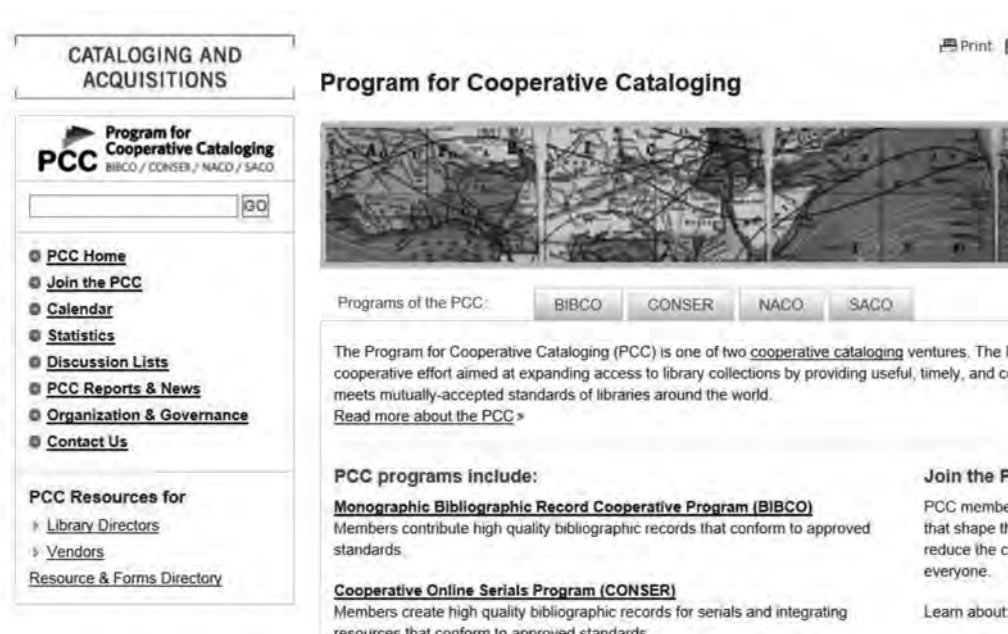 CATALOGING AND
ACQUISITIONS
Program for
Cooperative Cataloging
PCC BIBCO / CONSER / NACO / SACO
GO
PCC Home
Join the PCC
Calendar
Statistics
Discussion Lists
PCC Reports & News
Organization & Governance
Contact Us
PCC Resources for
Library Directors
Vendors
Resource & Forms Directory
Print
Program for Cooperative Cataloging
Programs of the PCC: BIBCO CONSER NACO SACO
The Program for Cooperative Cataloging (PCC) is one of two cooperative cataloging ventures. The
cooperative effort aimed at expanding access to library collections by providing useful, timely, and
meets mutually-accepted standards of libraries around the world.
Read more about the PCC »
PCC programs include:
Monographic Bibliographic Record Cooperative Program (BIBCO)
Members contribute high quality bibliographic records that conform to approved
standards.
Cooperative Online Serials Program (CONSER)
Members create high quality bibliographic records for serials and integrating
resources that conform to approved standards.
Join the
PCC
that shape
reduce the
everyone.
Learn about